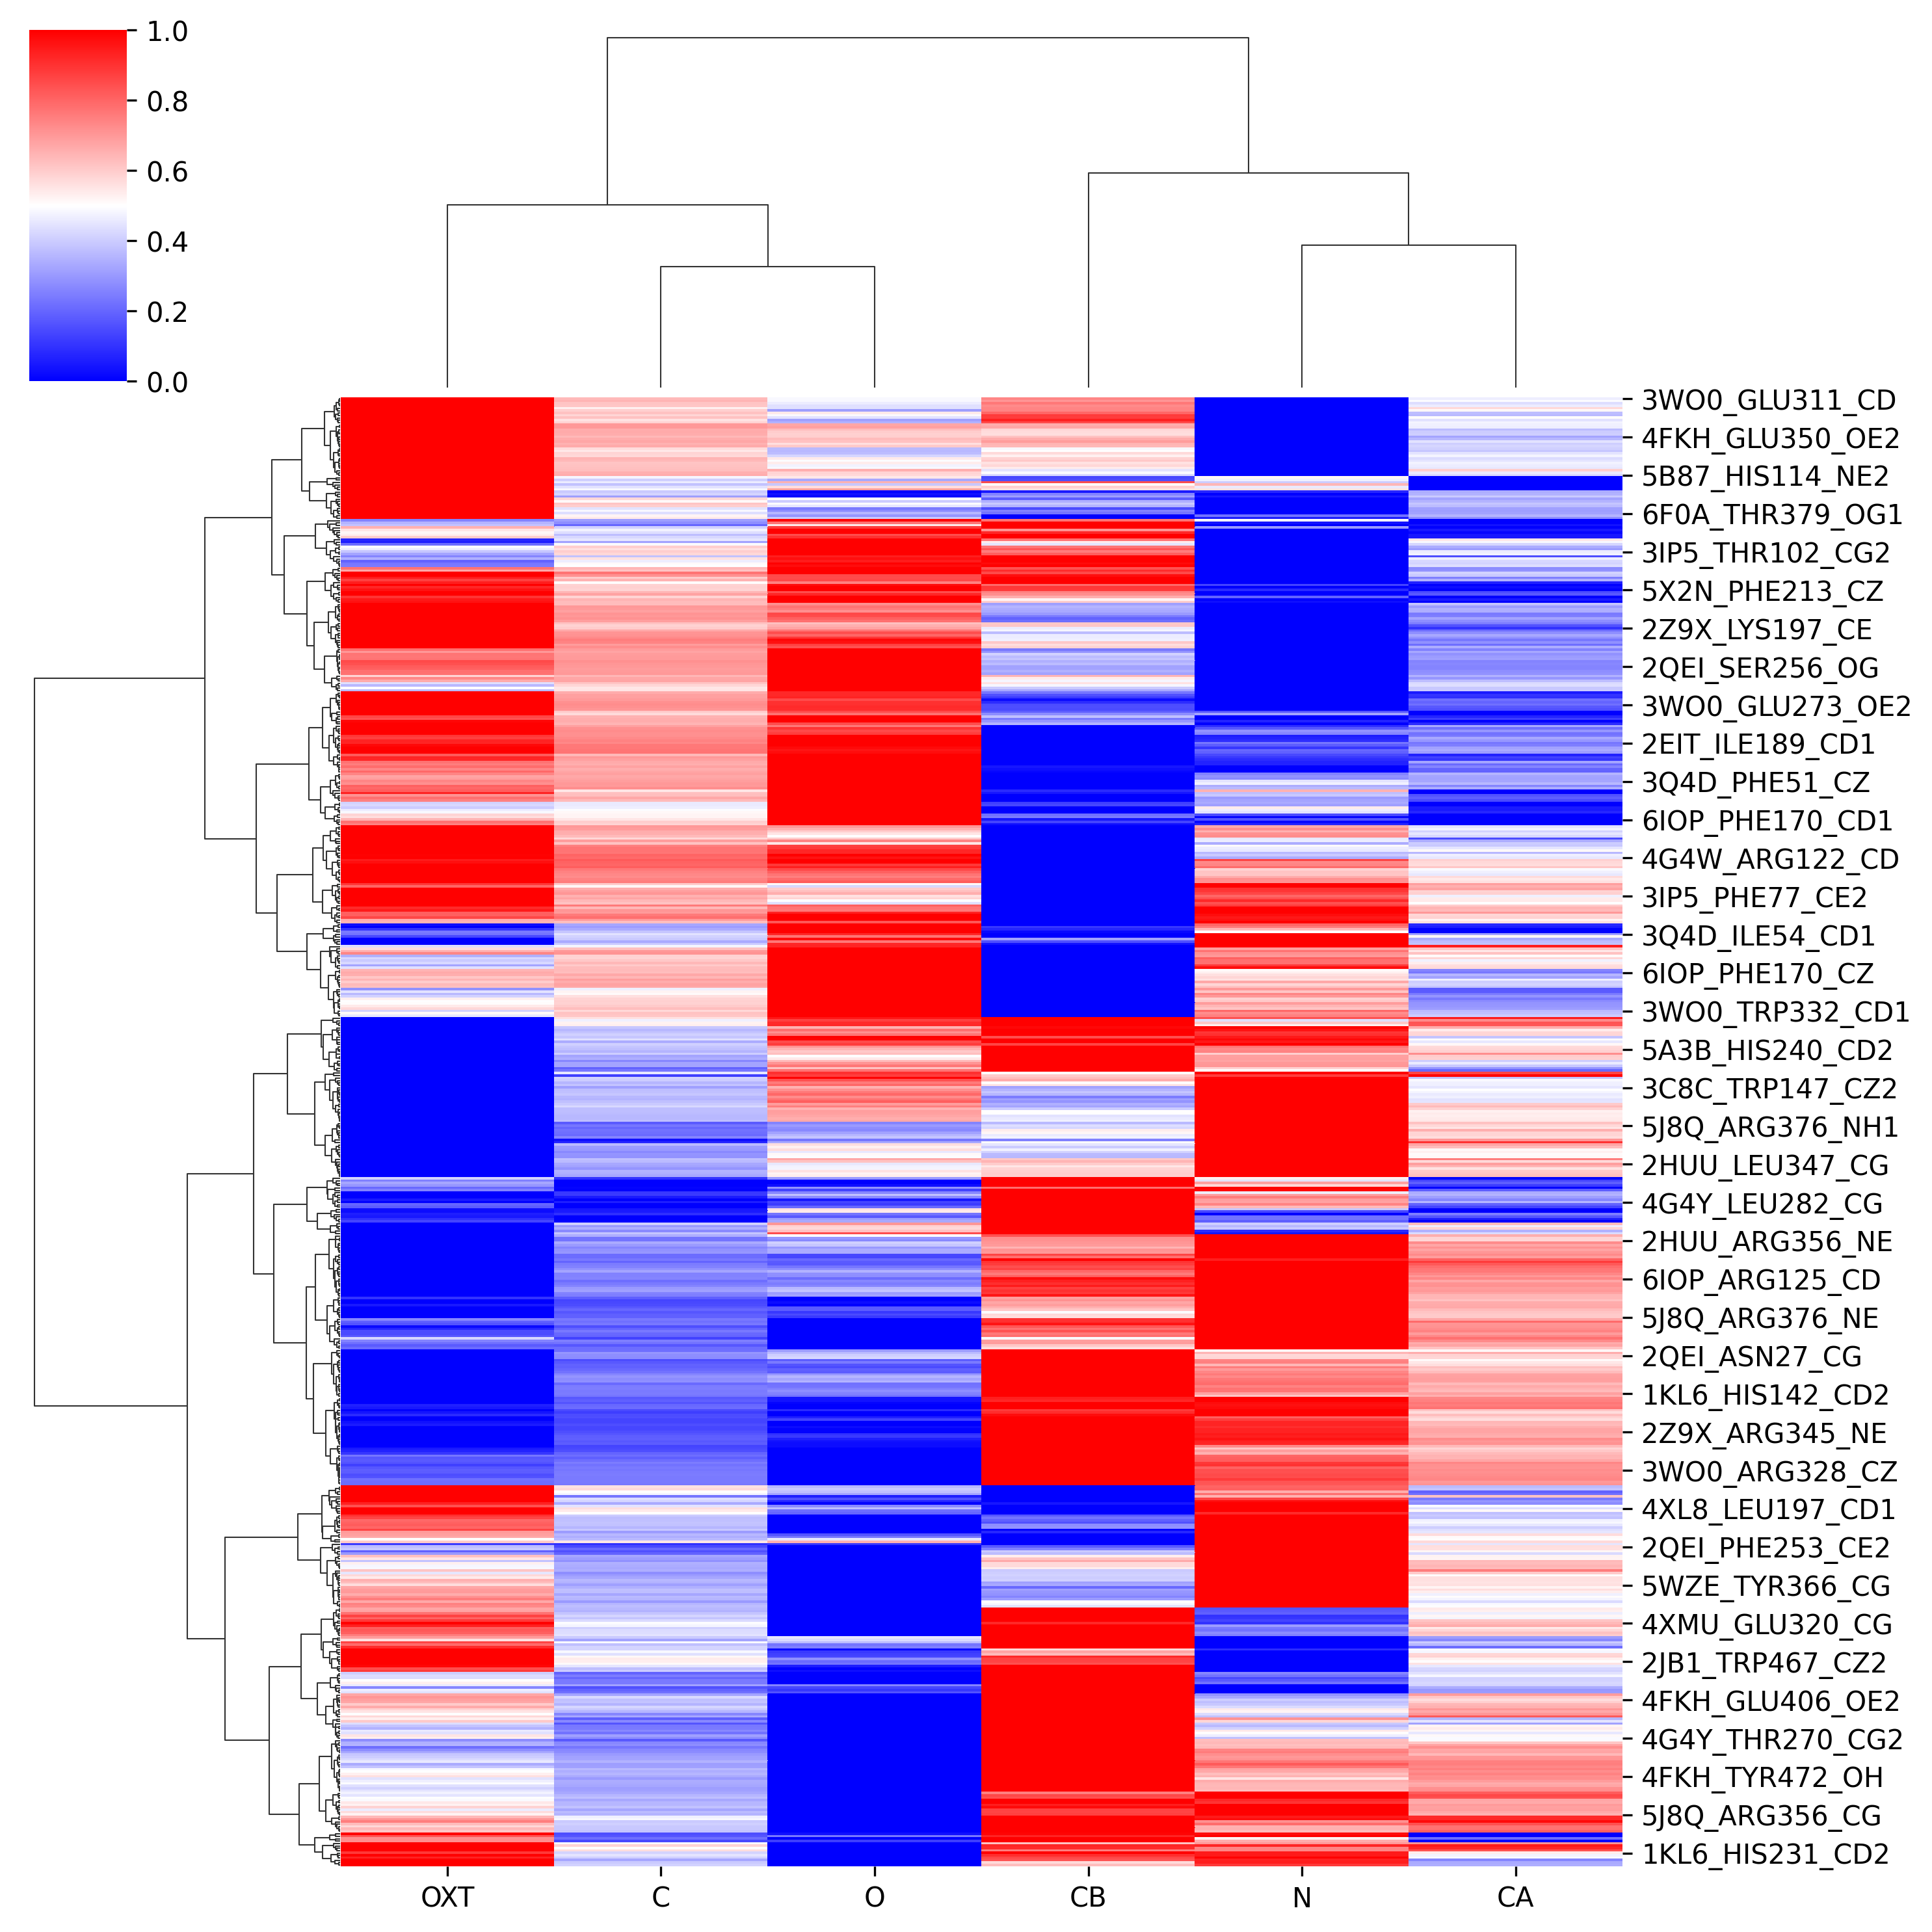 1.0
0.8
0.6
0.4
0.2
0.0
3WO0_GLU311_CD
4FKH_GLU350_OE2
5B87_HIS114_NE2
6F0A_THR379_OG1
3IP5_THR102_CG2
5X2N_PHE213_CZ
2Z9X_LYS197_CE
2QEI_SER256_OG
3WO0_GLU273_OE2
2EIT_ILE189_CD1
3Q4D_PHE51_CZ
6IOP_PHE170_CD1
4G4W_ARG122_CD
3IP5_PHE77_CE2
3Q4D_ILE54_CD1
6IOP_PHE170_CZ
3WO0_TRP332_CD1
5A3B_HIS240_CD2
3C8C_TRP147_CZ2
5J8Q_ARG376_NH1
2HUU_LEU347_CG
4G4Y_LEU282_CG
2HUU_ARG356_NE
6IOP_ARG125_CD
5J8Q_ARG376_NE
2QEI_ASN27_CG
1KL6_HIS142_CD2
2Z9X_ARG345_NE
3WO0_ARG328_CZ
4XL8_LEU197_CD1
2QEI_PHE253_CE2
5WZE_TYR366_CG
4XMU_GLU320_CG
2JB1_TRP467_CZ2
4FKH_GLU406_OE2
4G4Y_THR270_CG2
4FKH_TYR472_OH
5J8Q_ARG356_CG
1KL6_HIS231_CD2
OXT C O CB N CA